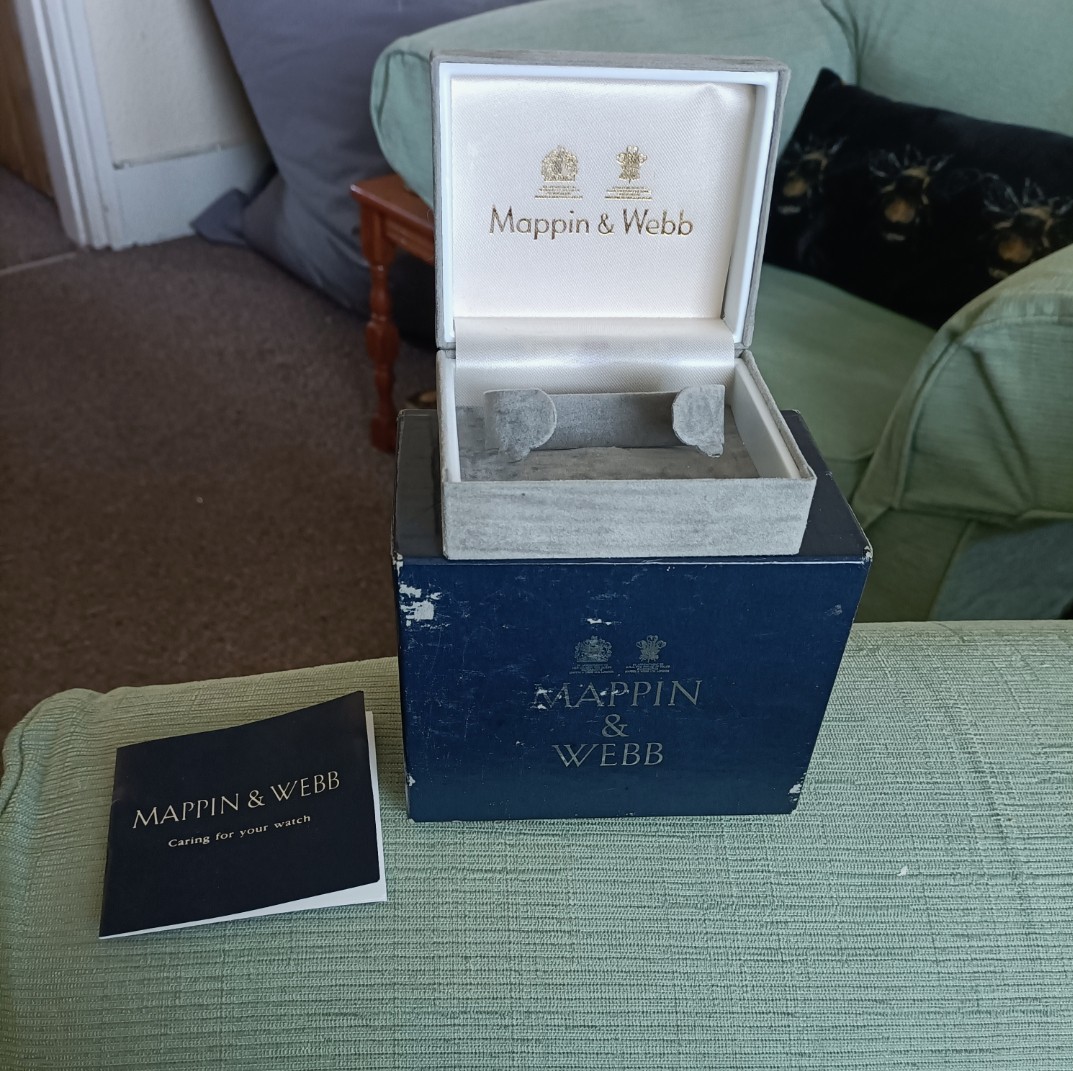 Mappin & Webb
MAPPIN
&
WEBB
MAPPIN & WEBB
Caring for your watch